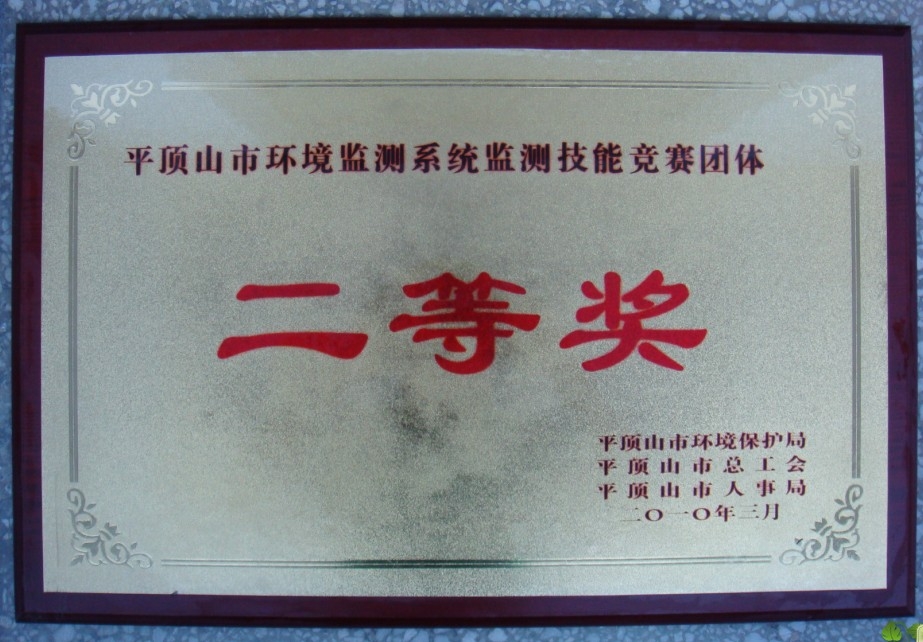 平顶山市环境监测系统监测技能竞赛团体
二等奖
平顶山市环境保护局
平顶山市总工会
平顶山市人事局
二〇一〇年三月